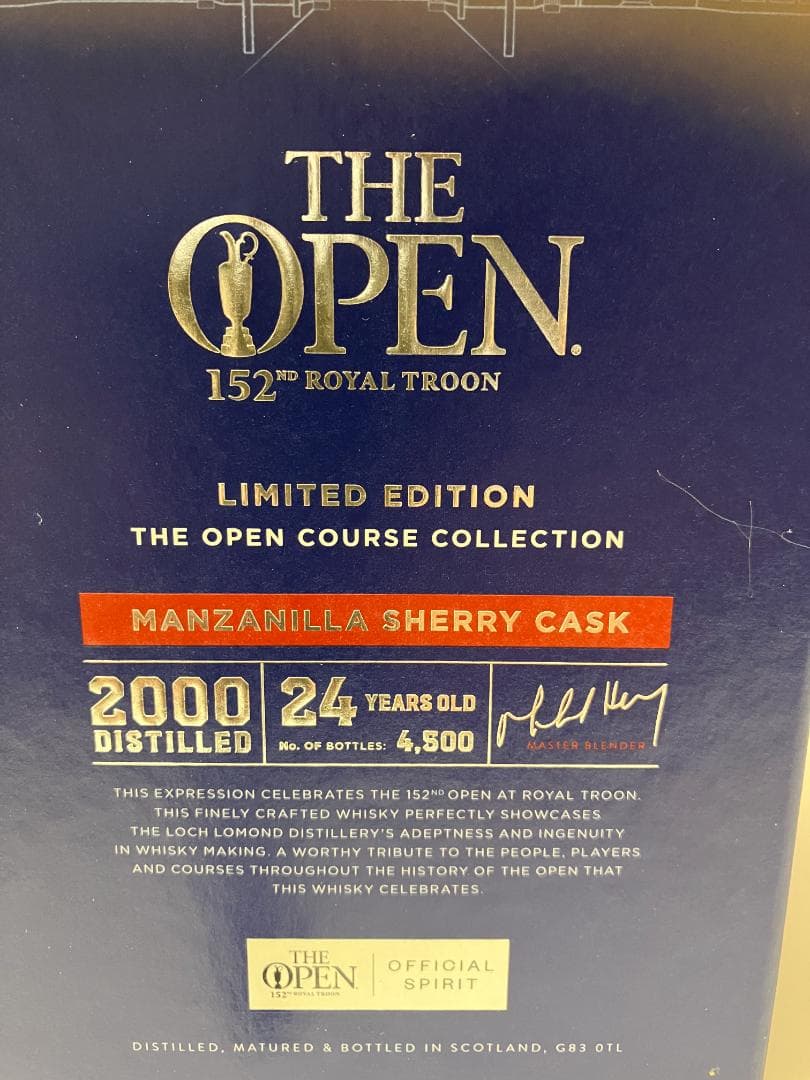 THE
OPEN.
152ND ROYAL TROON
LIMITED EDITION
THE OPEN COURSE COLLECTION
MANZANILLA SHERRY CASK
2000
DISTILLED
24 YEARS OLD
No. OF BOTTLES: 4,500
MASTER BLENDER
THIS EXPRESSION CELEBRATES THE 152ND OPEN AT ROYAL TROON.
THIS FINELY CRAFTED WHISKY PERFECTLY SHOWCASES
THE LOCH LOMOND DISTILLERY'S ADEPTNESS AND INGENUITY
IN WHISKY MAKING. A WORTHY TRIBUTE TO THE PEOPLE, PLAYERS
AND COURSES THROUGHOUT THE HISTORY OF THE OPEN THAT
THIS WHISKY CELEBRATES.
THE
OPEN.
152ND ROYAL TROON
OFFICIAL
SPIRIT
DISTILLED, MATURED & BOTTLED IN SCOTLAND, G83 0TL